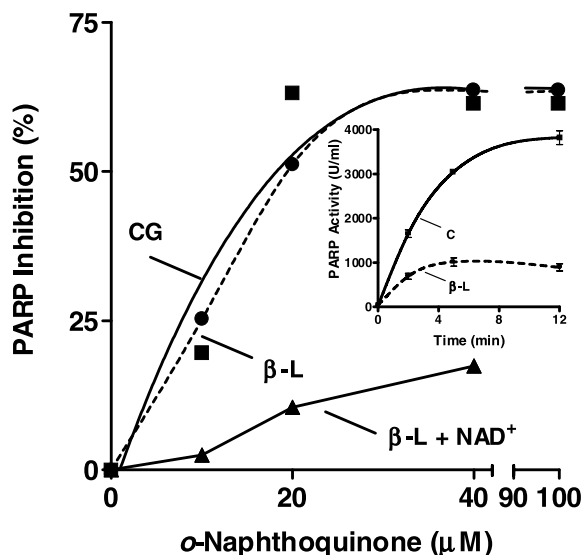 PARP Inhibition (%)
75
50
25
0
CG
β-L
β-L + NAD+
0
20
40
90
100
o-Naphthoquinone (μM)
PARP Activity (U/ml)
4000
3000
2000
1000
0
C
β-L
0
4
8
12
Time (min)